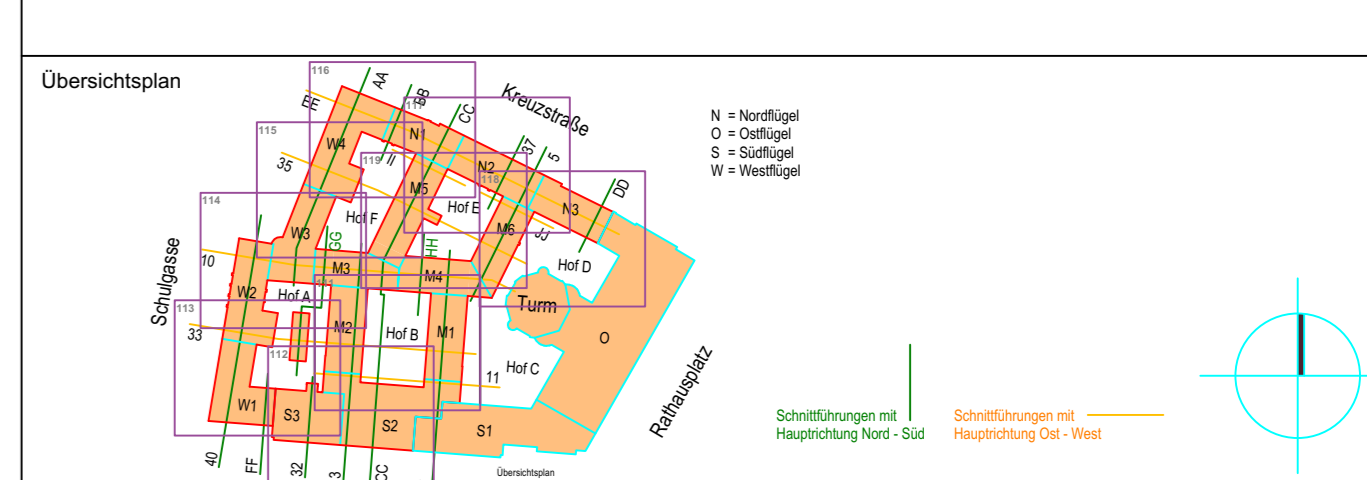 Übersichtsplan
116
AA
BB
EE
117
CC
Kreuzstraße
N = Nordflügel
O = Ostflügel
S = Südflügel
W = Westflügel
115
N1
37
5
W4
35
II
119
N2
118
DD
M5
Hof E
N3
114
Hof F
W3
GG
M6
JJ
HH
Schulgasse
10
M3
M4
Hof D
111
W2
Hof A
Turm
113
33
M2
Hof B
M1
O
112
Hof C
11
Rathausplatz
W1
S3
S2
S1
Schnittführungen mit
Hauptrichtung Nord - Süd
Schnittführungen mit
Hauptrichtung Ost - West
40
FF
32
3
CC
Übersichtsplan